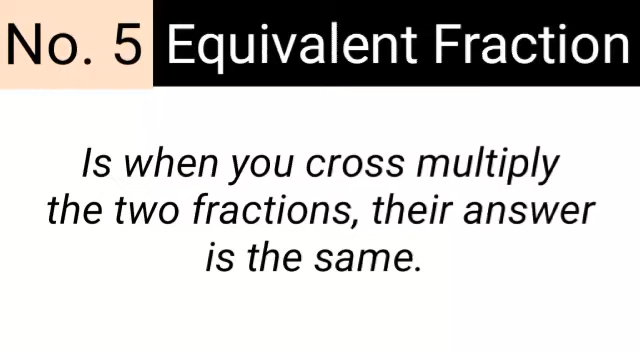 No. 5 Equivalent Fraction
Is when you cross multiply
the two fractions, their answer
is the same.